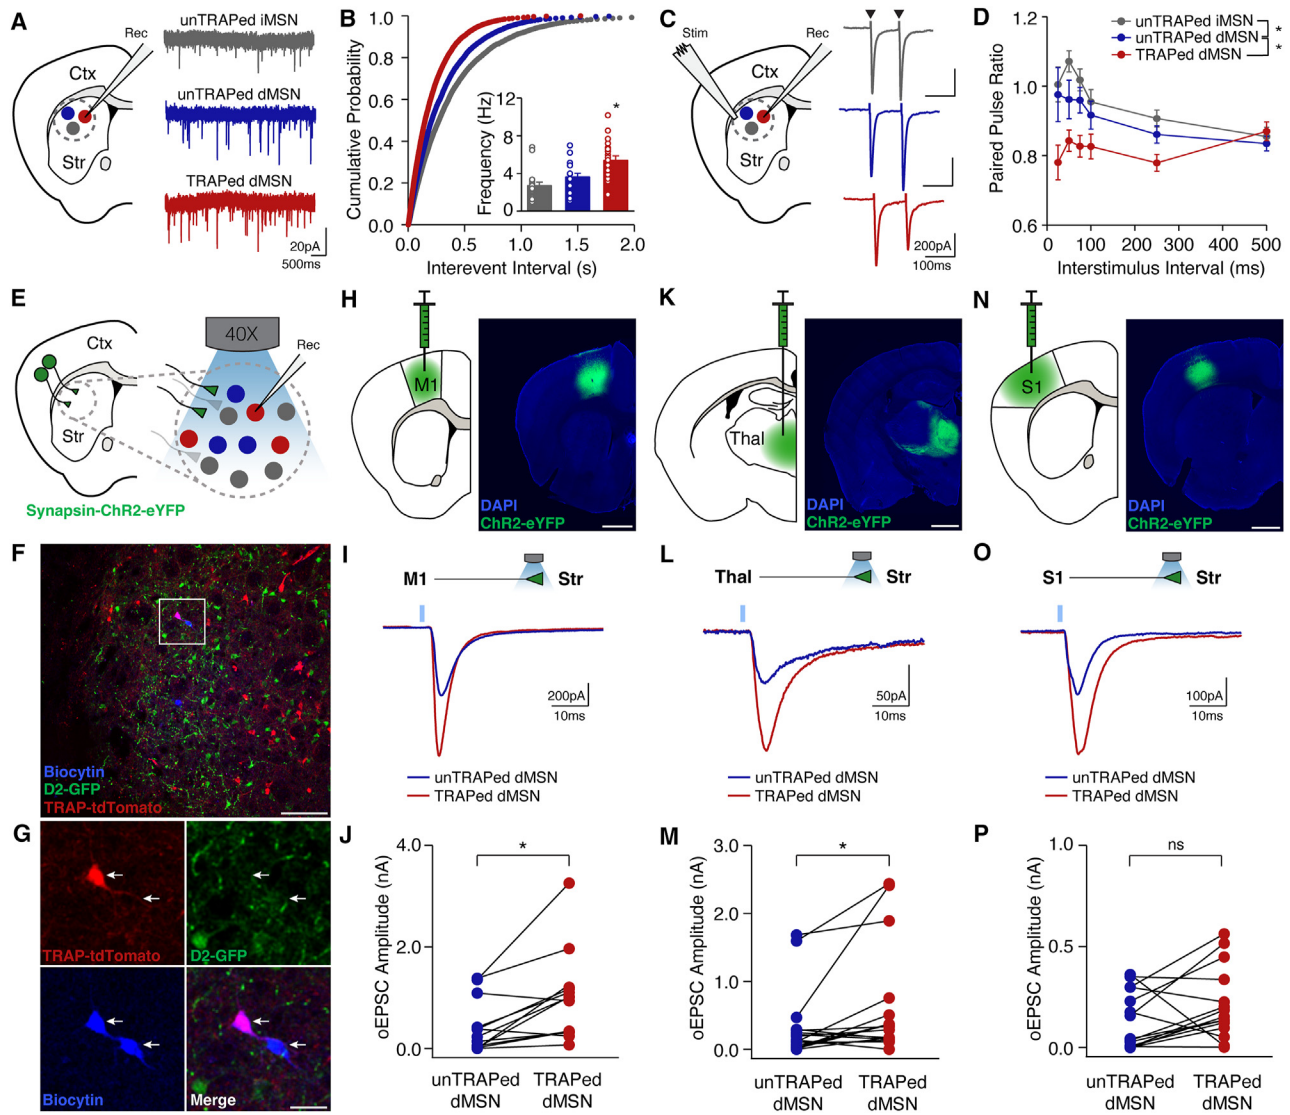 A
Rec
Ctx
Str
unTRAPed iMSN
unTRAPed dMSN
TRAPed dMSN
20pA
500ms
B
Cumulative Probability
1.0
0.8
0.6
0.4
0.2
0.0
0.0
0.5
1.0
1.5
2.0
Interevent Interval (s)
Frequency (Hz)
12
8
4
0
*
C
Stim
Rec
Ctx
Str
200pA
100ms
D
Paired Pulse Ratio
1.2
1.0
0.8
0.6
0
100
200
300
400
500
Interstimulus Interval (ms)
unTRAPed iMSN
unTRAPed dMSN
TRAPed dMSN
*
*
E
Ctx
Str
40X
Rec
Synapsin-ChR2-eYFP
H
M1
DAPI
ChR2-eYFP
K
Thal
DAPI
ChR2-eYFP
N
S1
DAPI
ChR2-eYFP
F
Biocytin
D2-GFP
TRAP-tdTomato
I
M1
Str
200pA
10ms
unTRAPed dMSN
TRAPed dMSN
L
Thal
Str
50pA
10ms
unTRAPed dMSN
TRAPed dMSN
O
S1
Str
100pA
10ms
unTRAPed dMSN
TRAPed dMSN
G
TRAP-tdTomato
D2-GFP
Biocytin
Merge
J
oEPSC Amplitude (nA)
4.0
2.0
0.0
*
unTRAPed
dMSN
TRAPed
dMSN
M
oEPSC Amplitude (nA)
3.0
2.0
1.0
0.0
*
unTRAPed
dMSN
TRAPed
dMSN
P
oEPSC Amplitude (nA)
1.0
0.5
0.0
ns
unTRAPed
dMSN
TRAPed
dMSN